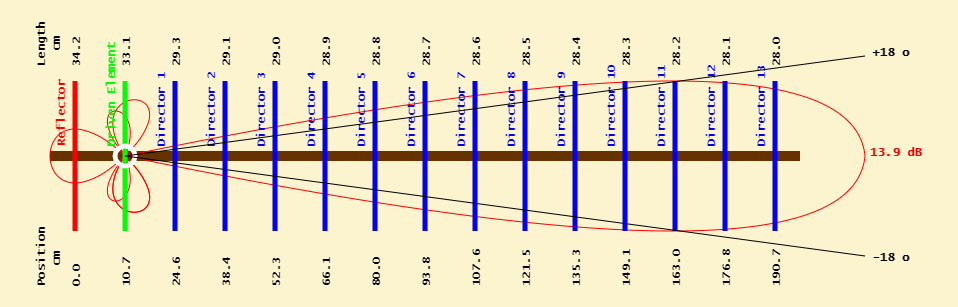 Length
cm
34.2
33.1
29.3
29.1
29.0
28.9
28.8
28.7
28.6
28.5
28.4
28.3
28.2
28.1
28.0
+18 o
Reflector
Driven Element
Director 1
Director 2
Director 3
Director 4
Director 5
Director 6
Director 7
Director 8
Director 9
Director 10
Director 11
Director 12
Director 13
13.9 dB
Position
cm
0.0
10.7
24.6
38.4
52.3
66.1
80.0
93.8
107.6
121.5
135.3
149.1
163.0
176.8
190.7
-18 o